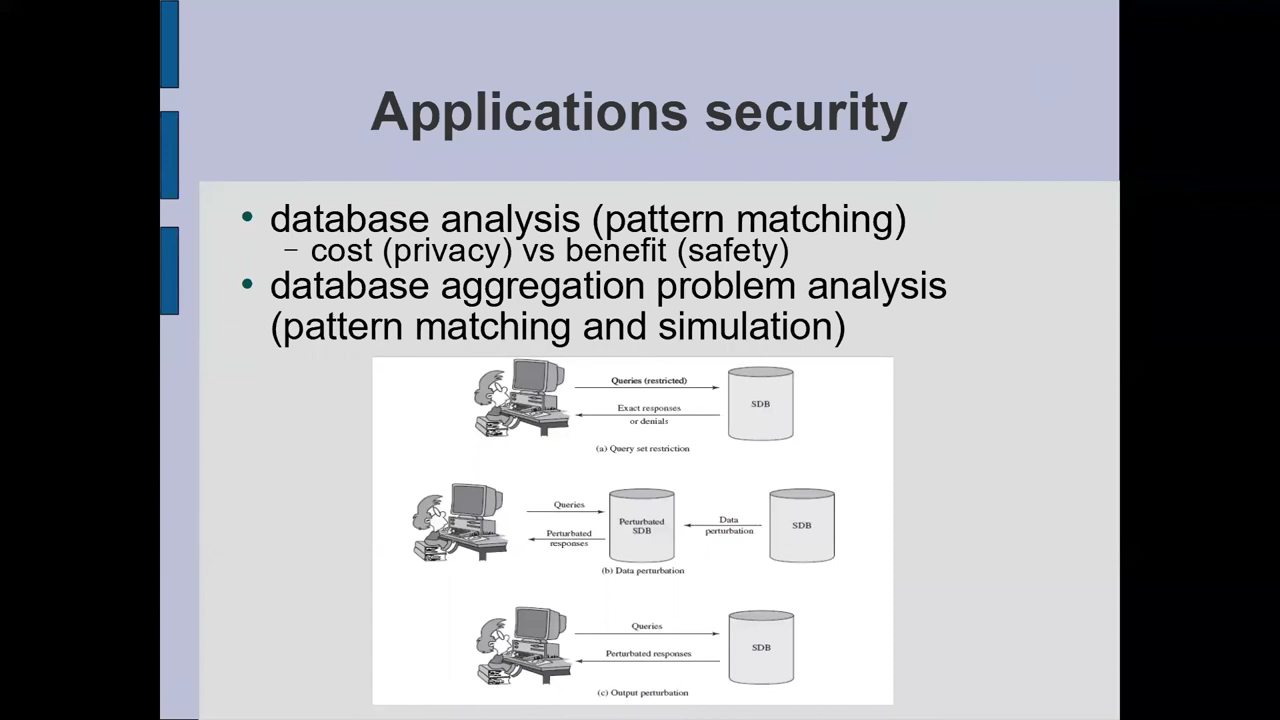 Applications security
• database analysis (pattern matching)
– cost (privacy) vs benefit (safety)
• database aggregation problem analysis
(pattern matching and simulation)
Queries (restricted)
Exact responses
or denials
SDB
(a) Query set restriction
Queries
Perturbated
responses
Perturbated
SDB
Data
perturbation
SDB
(b) Data perturbation
Queries
Perturbated responses
SDB
(c) Output perturbation